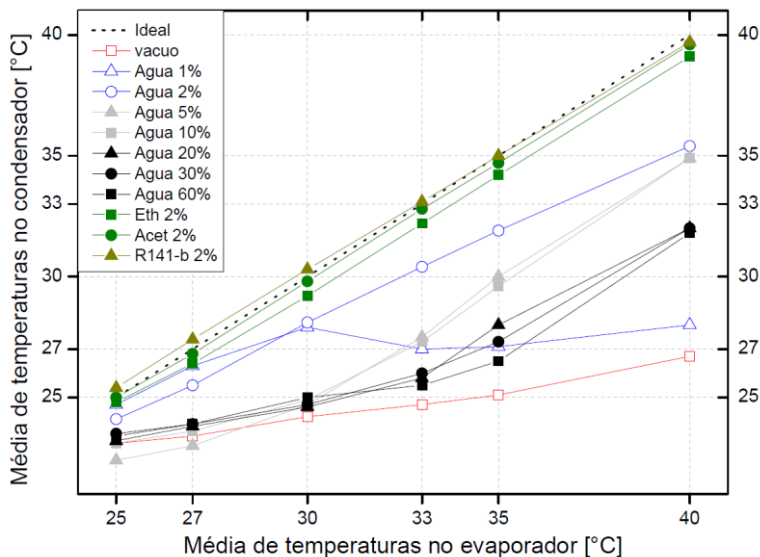 Média de temperaturas no condensador [°C]
40
35
33
30
27
25
Ideal
vacuo
Agua 1%
Agua 2%
Agua 5%
Agua 10%
Agua 20%
Agua 30%
Agua 60%
Eth 2%
Acet 2%
R141-b 2%
40
35
33
30
27
25
25 27 30 33 35 40
Média de temperaturas no evaporador [°C]